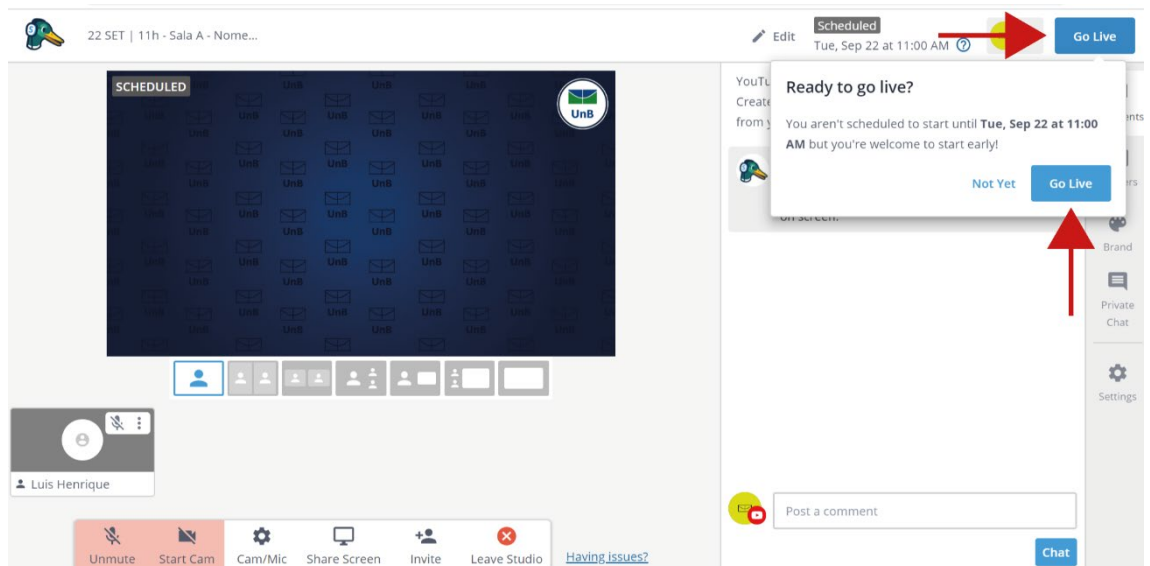 22 SET | 11h - Sala A - Nome...
Edit
Scheduled
Tue, Sep 22 at 11:00 AM
Go Live
SCHEDULED
UnB
Ready to go live?
You aren't scheduled to start until Tue, Sep 22 at 11:00
AM but you're welcome to start early!
Not Yet
Go Live
on screen.
Brand
Private
Chat
Settings
Luis Henrique
Unmute
Start Cam
Cam/Mic
Share Screen
Invite
Leave Studio
Having issues?
Post a comment
Chat